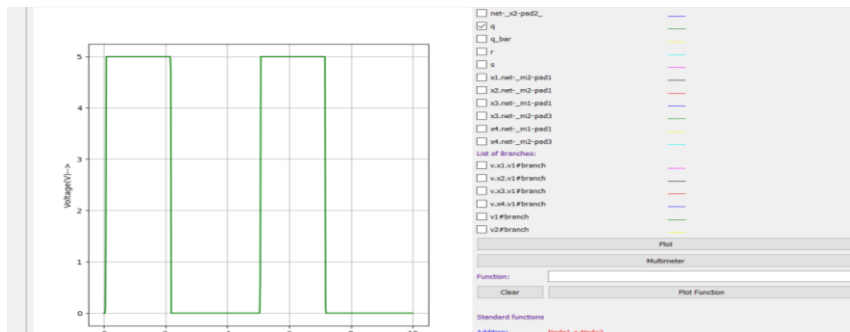 5
4
3
2
1
0
Voltage(V)-->
net-_x2-pad2_
q
q_bar
r
s
x1.net-_m2-pad1
x2.net-_m2-pad1
x3.net-_m1-pad1
x3.net-_m2-pad3
x4.net-_m1-pad1
x4.net-_m2-pad3
List of Branches:
v.x1.v1#branch
v.x2.v1#branch
v.x3.v1#branch
v.x4.v1#branch
v1#branch
v2#branch
Plot
Multimeter
Function:
Clear Plot Function
Standard functions